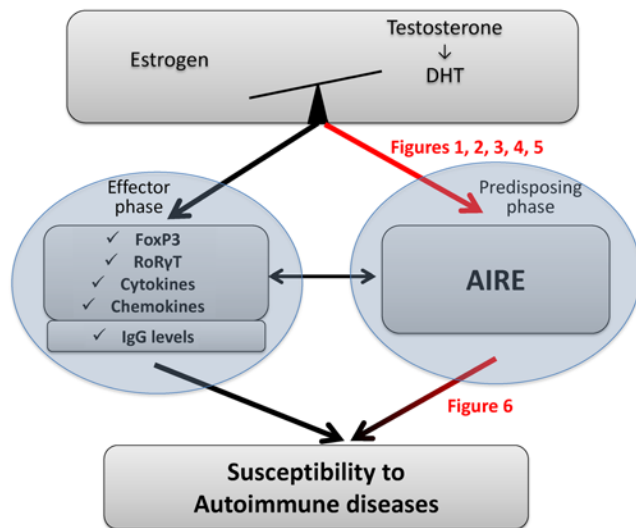 Estrogen
Testosterone
↓
DHT
Figures 1, 2, 3, 4, 5
Effector
phase
Predisposing
phase
✓ FoxP3
✓ RoRγT
✓ Cytokines
✓ Chemokines
✓ IgG levels
AIRE
Figure 6
Susceptibility to
Autoimmune diseases